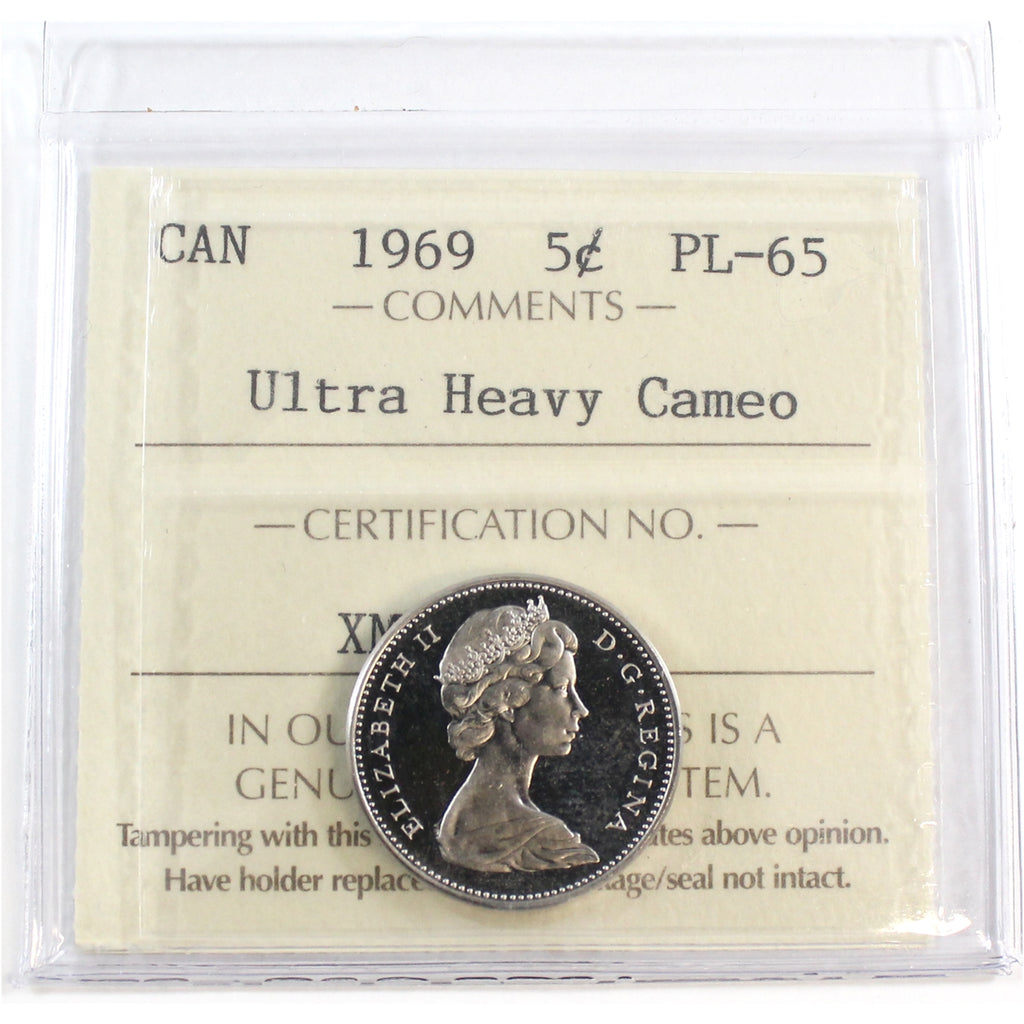 CAN 1969 5¢ PL-65
— COMMENTS —
Ultra Heavy Cameo
— CERTIFICATION NO. —
XM
IN OU S IS A
GENU TEM.
Tampering with this tes above opinion.
Have holder replace age/seal not intact.
ELIZABETH II D·G·REGINA